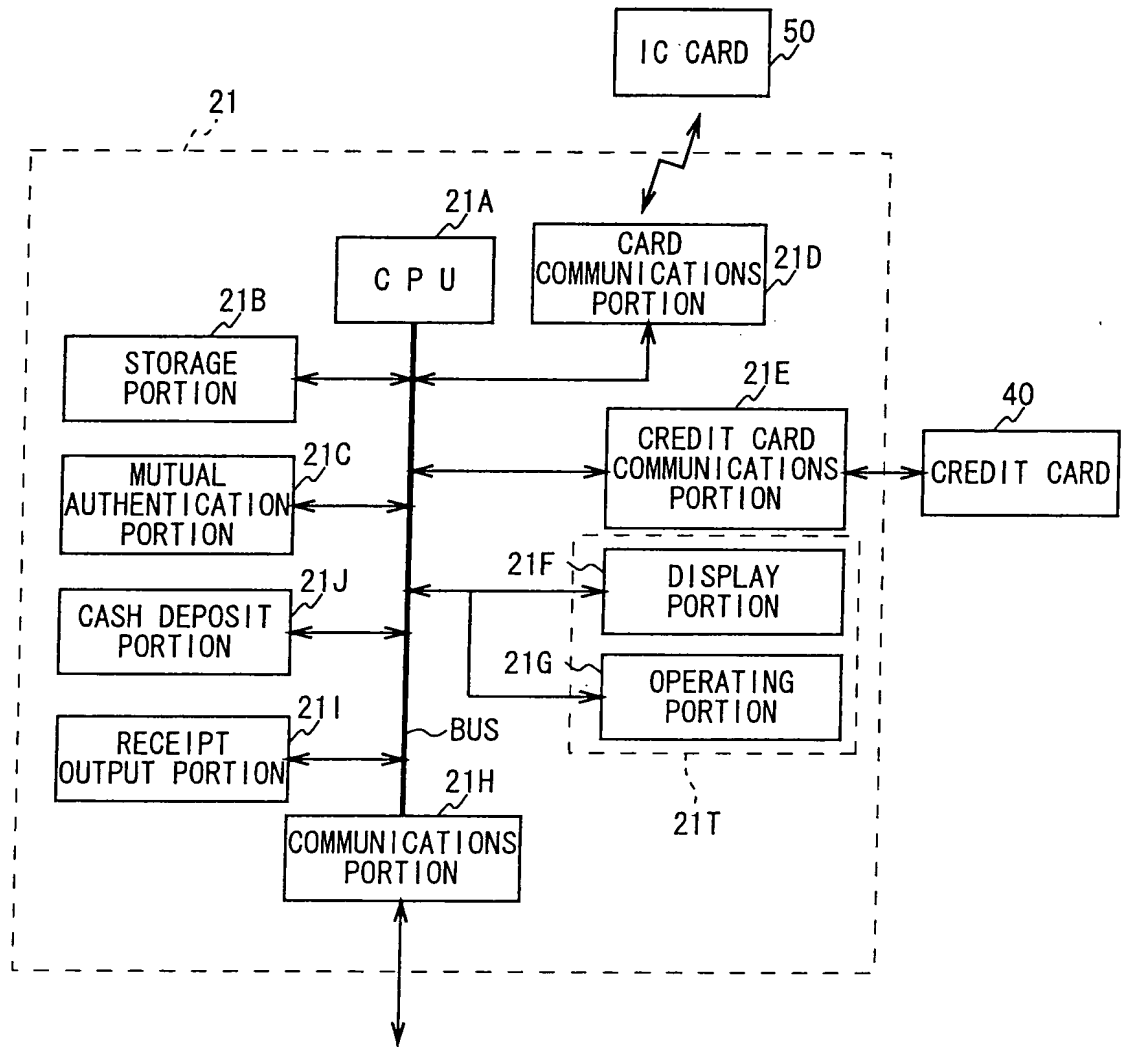 IC CARD
50
21
21A
CPU
CARD
COMMUNICATIONS
PORTION
21D
21B
STORAGE
PORTION
21E
CREDIT CARD
COMMUNICATIONS
PORTION
40
CREDIT CARD
MUTUAL
AUTHENTICATION
PORTION
21C
21F
DISPLAY
PORTION
21J
CASH DEPOSIT
PORTION
21G
OPERATING
PORTION
21I
RECEIPT
OUTPUT PORTION
BUS
21H
21T
COMMUNICATIONS
PORTION